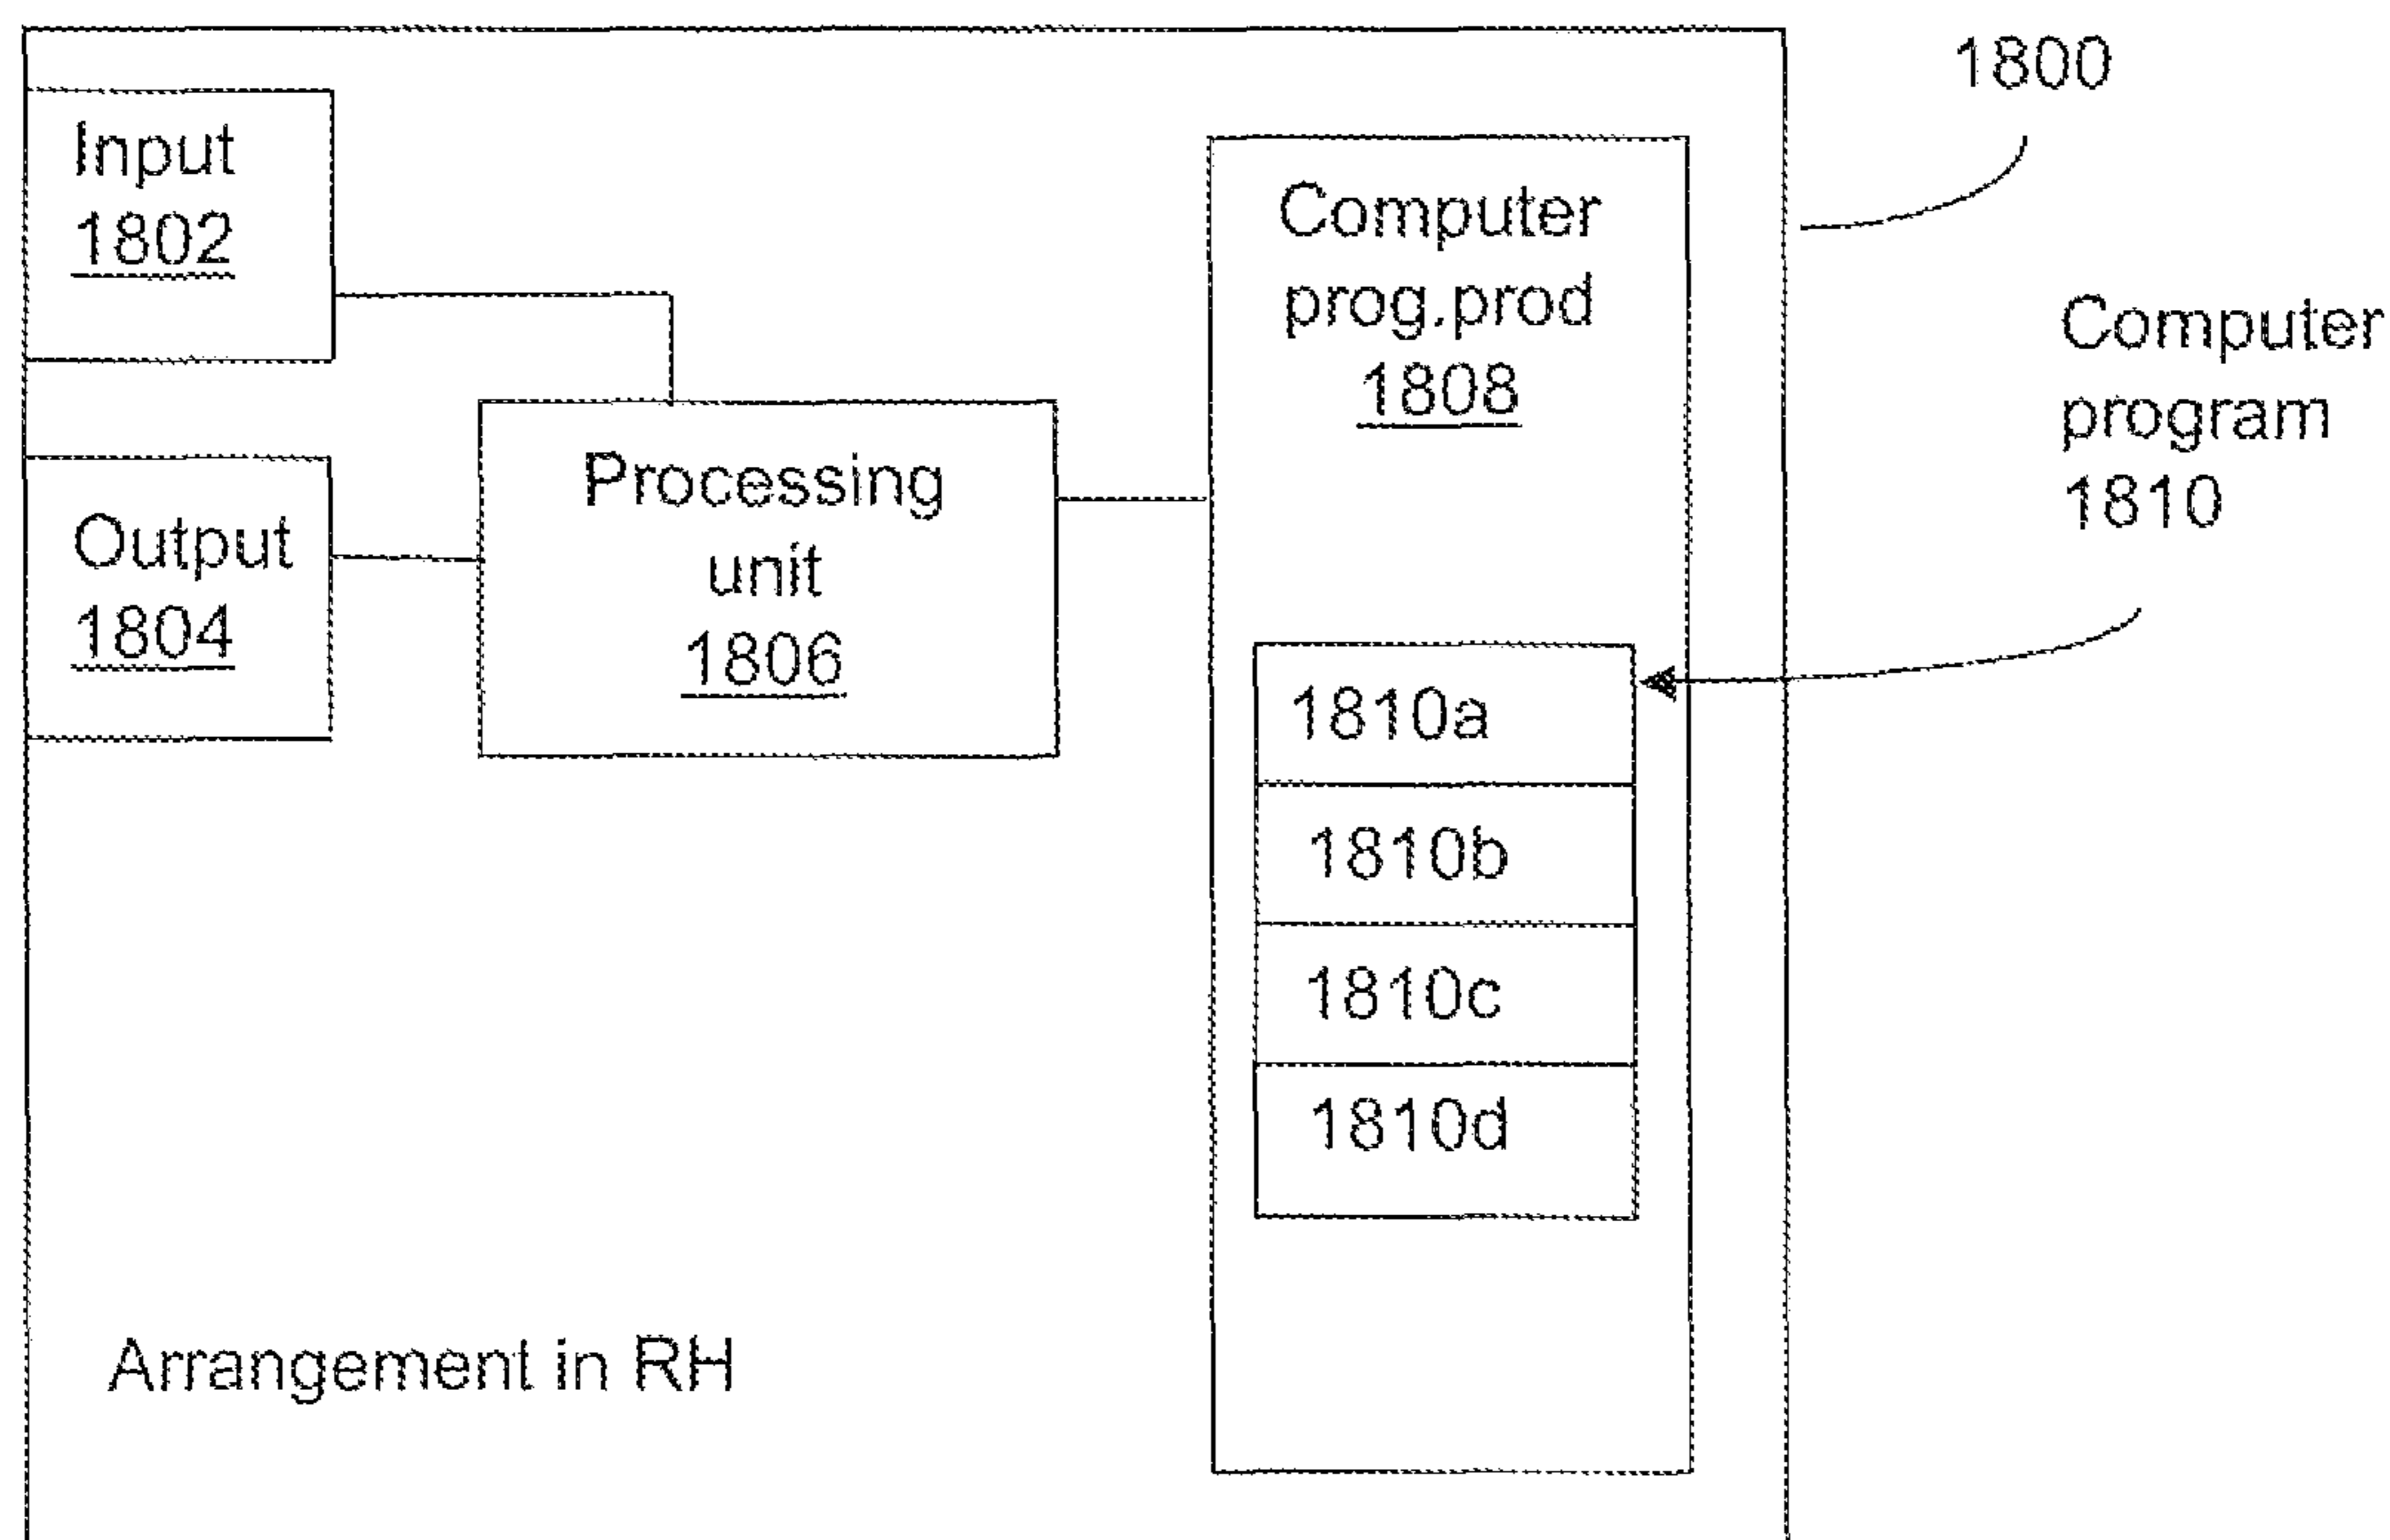 1800
Input
1802
Computer
prog.prod
1808
Computer
program
1810
Processing
unit
1806
Output
1804
1810a
1810b
1810c
1810d
Arrangement in RH